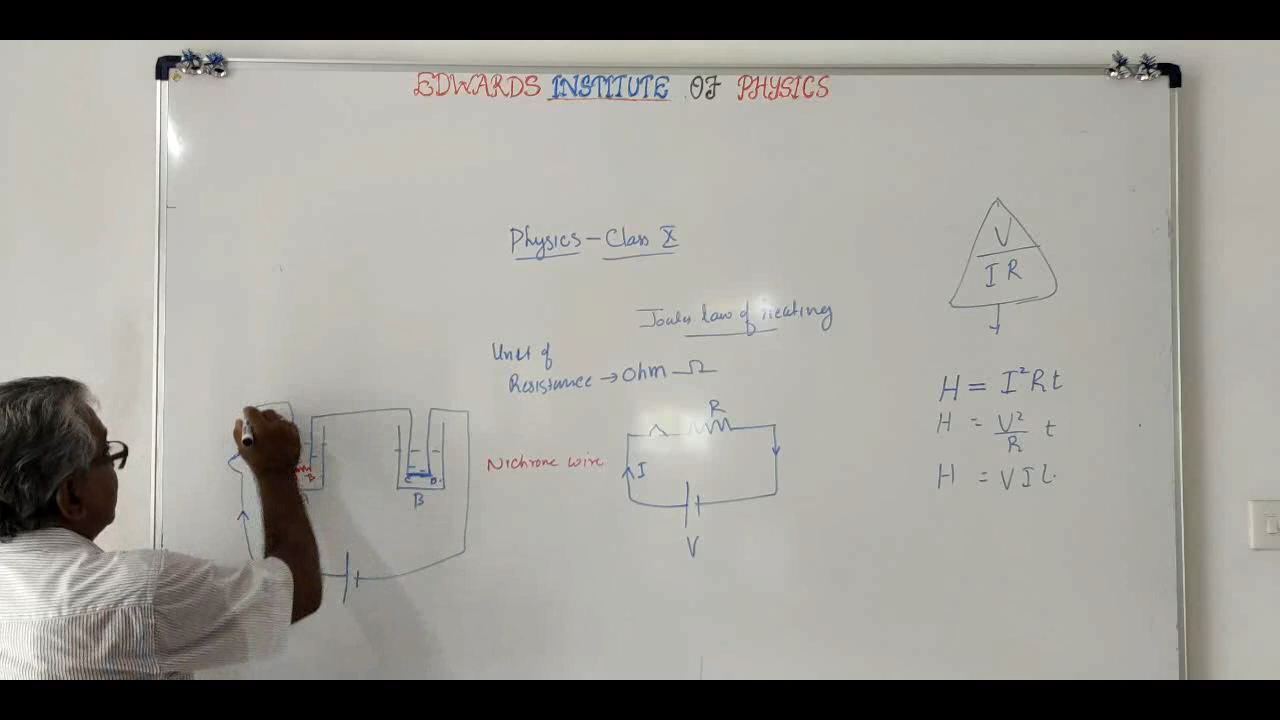 EDWARDS INSTITUTE OF PHYSICS
Physics - Class X
Joules law of Heating
Unit of
Resistance → Ohm Ω
V
I R
H = I²Rt
H = V²/R t
H = VIt
Nichrome wire
R
I
V
B
C D
B